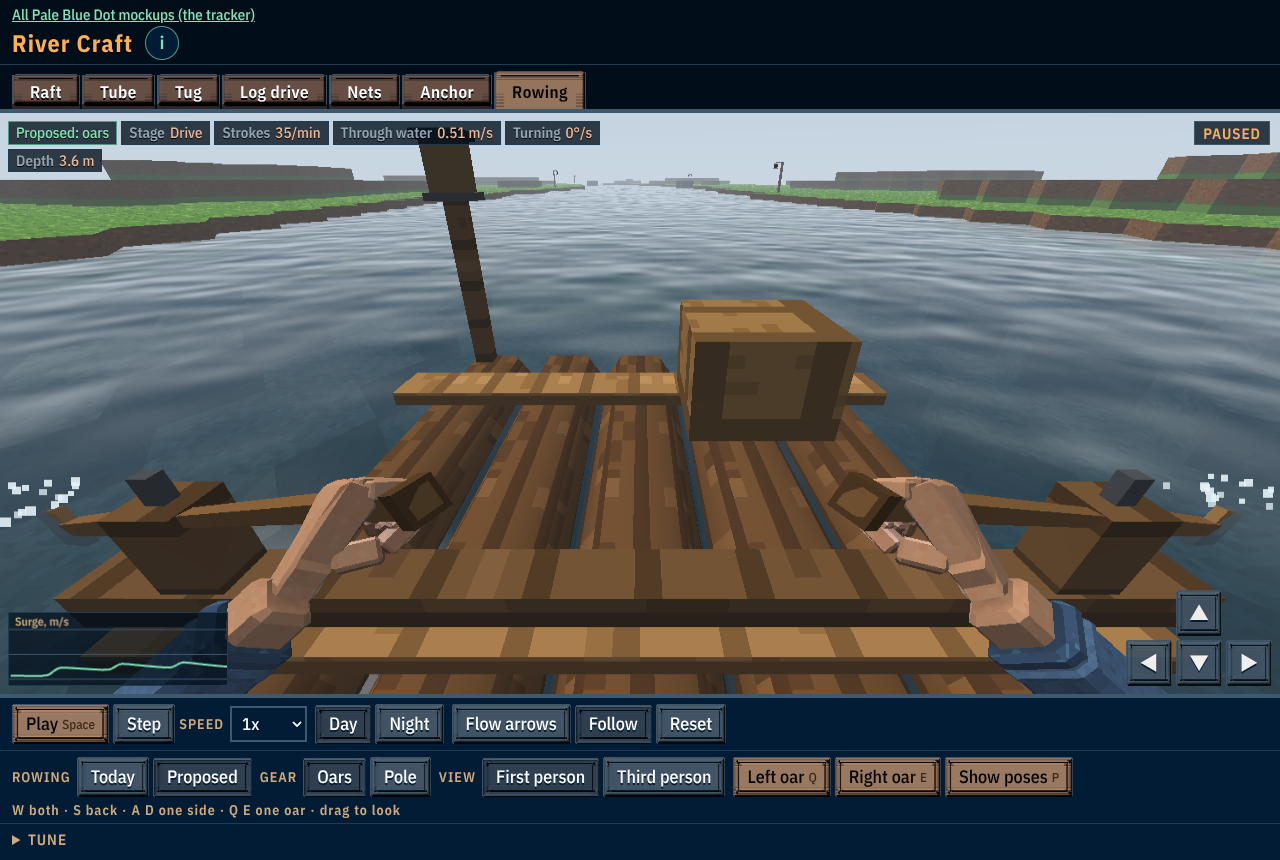 All Pale Blue Dot mockups (the tracker)
River Craft i
Raft Tube Tug Log drive Nets Anchor Rowing
Proposed: oars Stage Drive Strokes 35/min Through water 0.51 m/s Turning 0°/s PAUSED
Depth 3.6 m
Surge, m/s
Play Space Step SPEED 1x Day Night Flow arrows Follow Reset
ROWING Today Proposed GEAR Oars Pole VIEW First person Third person Left oar Q Right oar E Show poses P
W both · S back · A D one side · Q E one oar · drag to look
TUNE